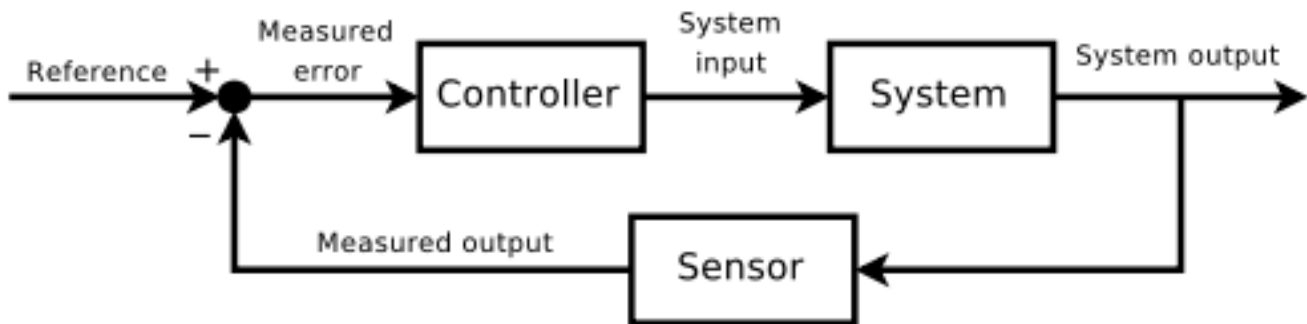 Reference
+
−
Measured
error
Controller
System
input
System
System output
Measured output
Sensor